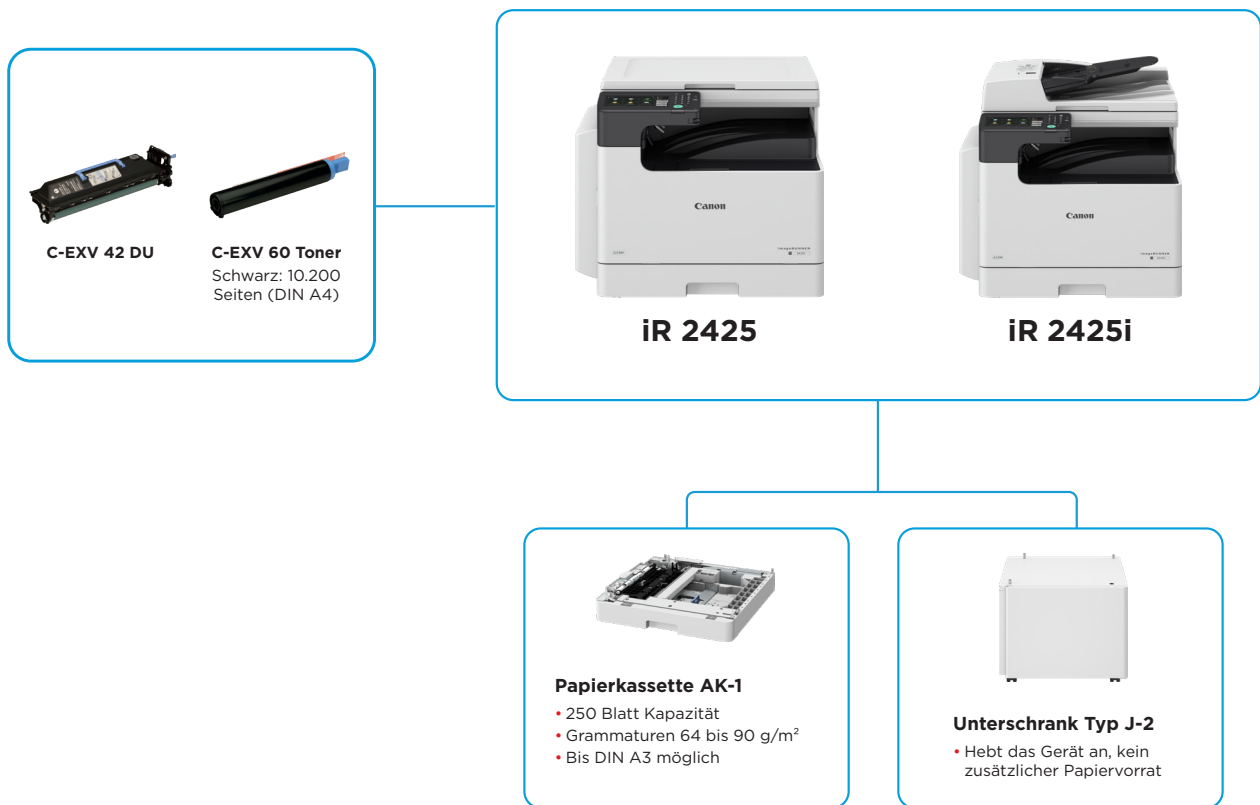 C-EXV 42 DU
C-EXV 60 Toner
Schwarz: 10.200
Seiten (DIN A4)
Canon
Canon
imageRUNNER
imageRUNNER
iR 2425
iR 2425i
Papierkassette AK-1
• 250 Blatt Kapazität
• Grammaturen 64 bis 90 g/m²
• Bis DIN A3 möglich
Unterschrank Typ J-2
• Hebt das Gerät an, kein
zusätzlicher Papiervorrat